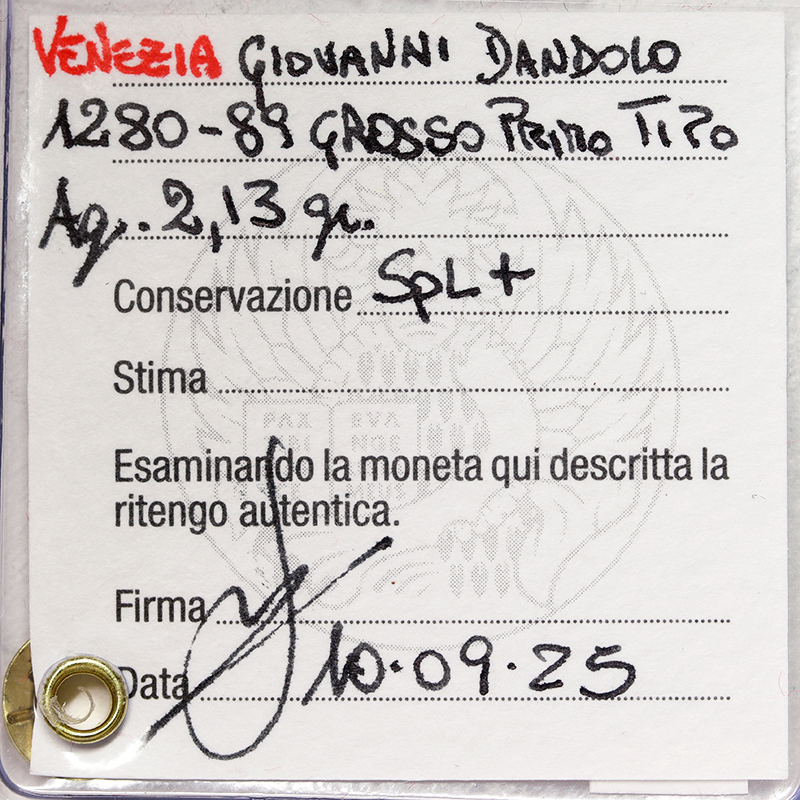 VENEZIA GIOVANNI DANDOLO
1280-89 GROSSO PRIMO TIPO
Ag. 2,13 gr.
Conservazione SPL+
Stima
PAX EVA
Esaminando la moneta qui descritta la
ritengo autentica.
Firma
Data 10.09.25